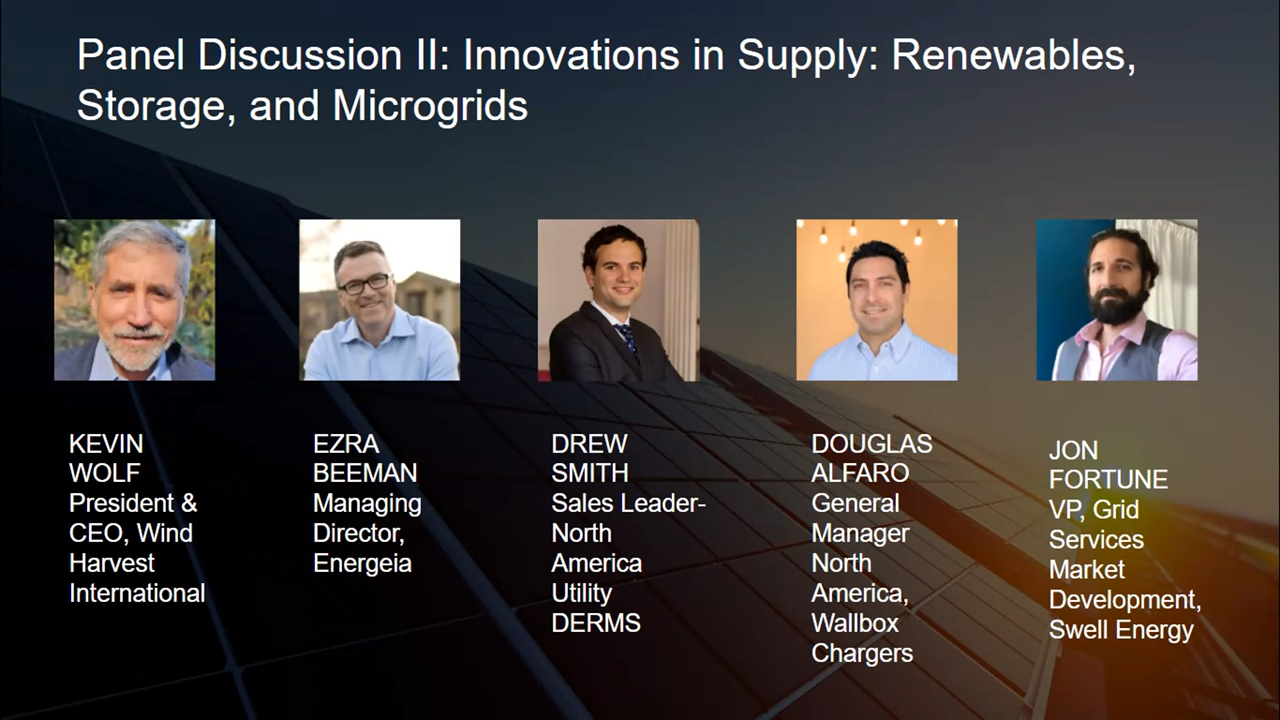 Panel Discussion II: Innovations in Supply: Renewables,
Storage, and Microgrids
KEVIN
WOLF
President &
CEO, Wind
Harvest
International
EZRA
BEEMAN
Managing
Director,
Energeia
DREW
SMITH
Sales Leader-
North
America
Utility
DERMS
DOUGLAS
ALFARO
General
Manager
North
America,
Wallbox
Chargers
JON
FORTUNE
VP, Grid
Services
Market
Development,
Swell Energy